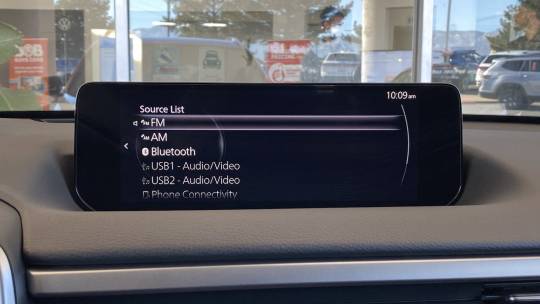 10:09am
Source List
FM
AM
Bluetooth
USB1 - Audio/Video
USB2 - Audio/Video
Phone Connectivity